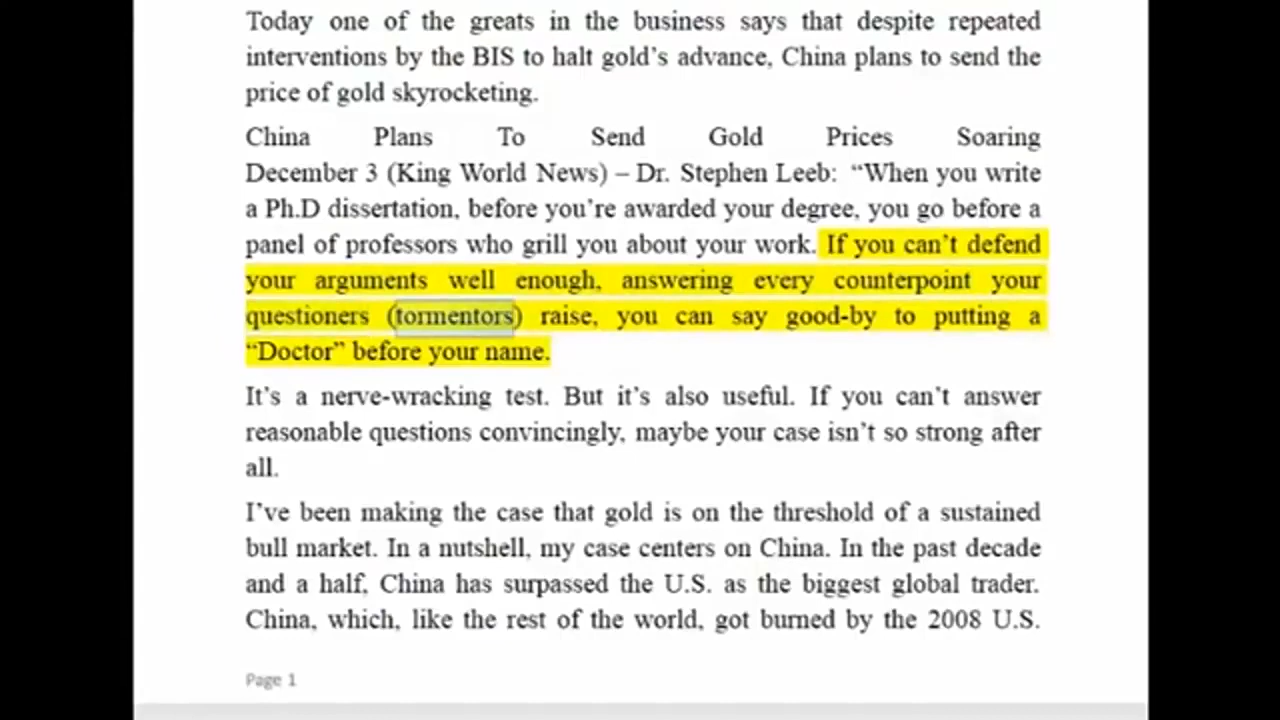 Today one of the greats in the business says that despite repeated
interventions by the BIS to halt gold’s advance, China plans to send the
price of gold skyrocketing.
China Plans To Send Gold Prices Soaring
December 3 (King World News) – Dr. Stephen Leeb: “When you write
a Ph.D dissertation, before you’re awarded your degree, you go before a
panel of professors who grill you about your work. If you can’t defend
your arguments well enough, answering every counterpoint your
questioners (tormentors) raise, you can say good-by to putting a
“Doctor” before your name.
It’s a nerve-wracking test. But it’s also useful. If you can’t answer
reasonable questions convincingly, maybe your case isn’t so strong after
all.
I’ve been making the case that gold is on the threshold of a sustained
bull market. In a nutshell, my case centers on China. In the past decade
and a half, China has surpassed the U.S. as the biggest global trader.
China, which, like the rest of the world, got burned by the 2008 U.S.
Page 1